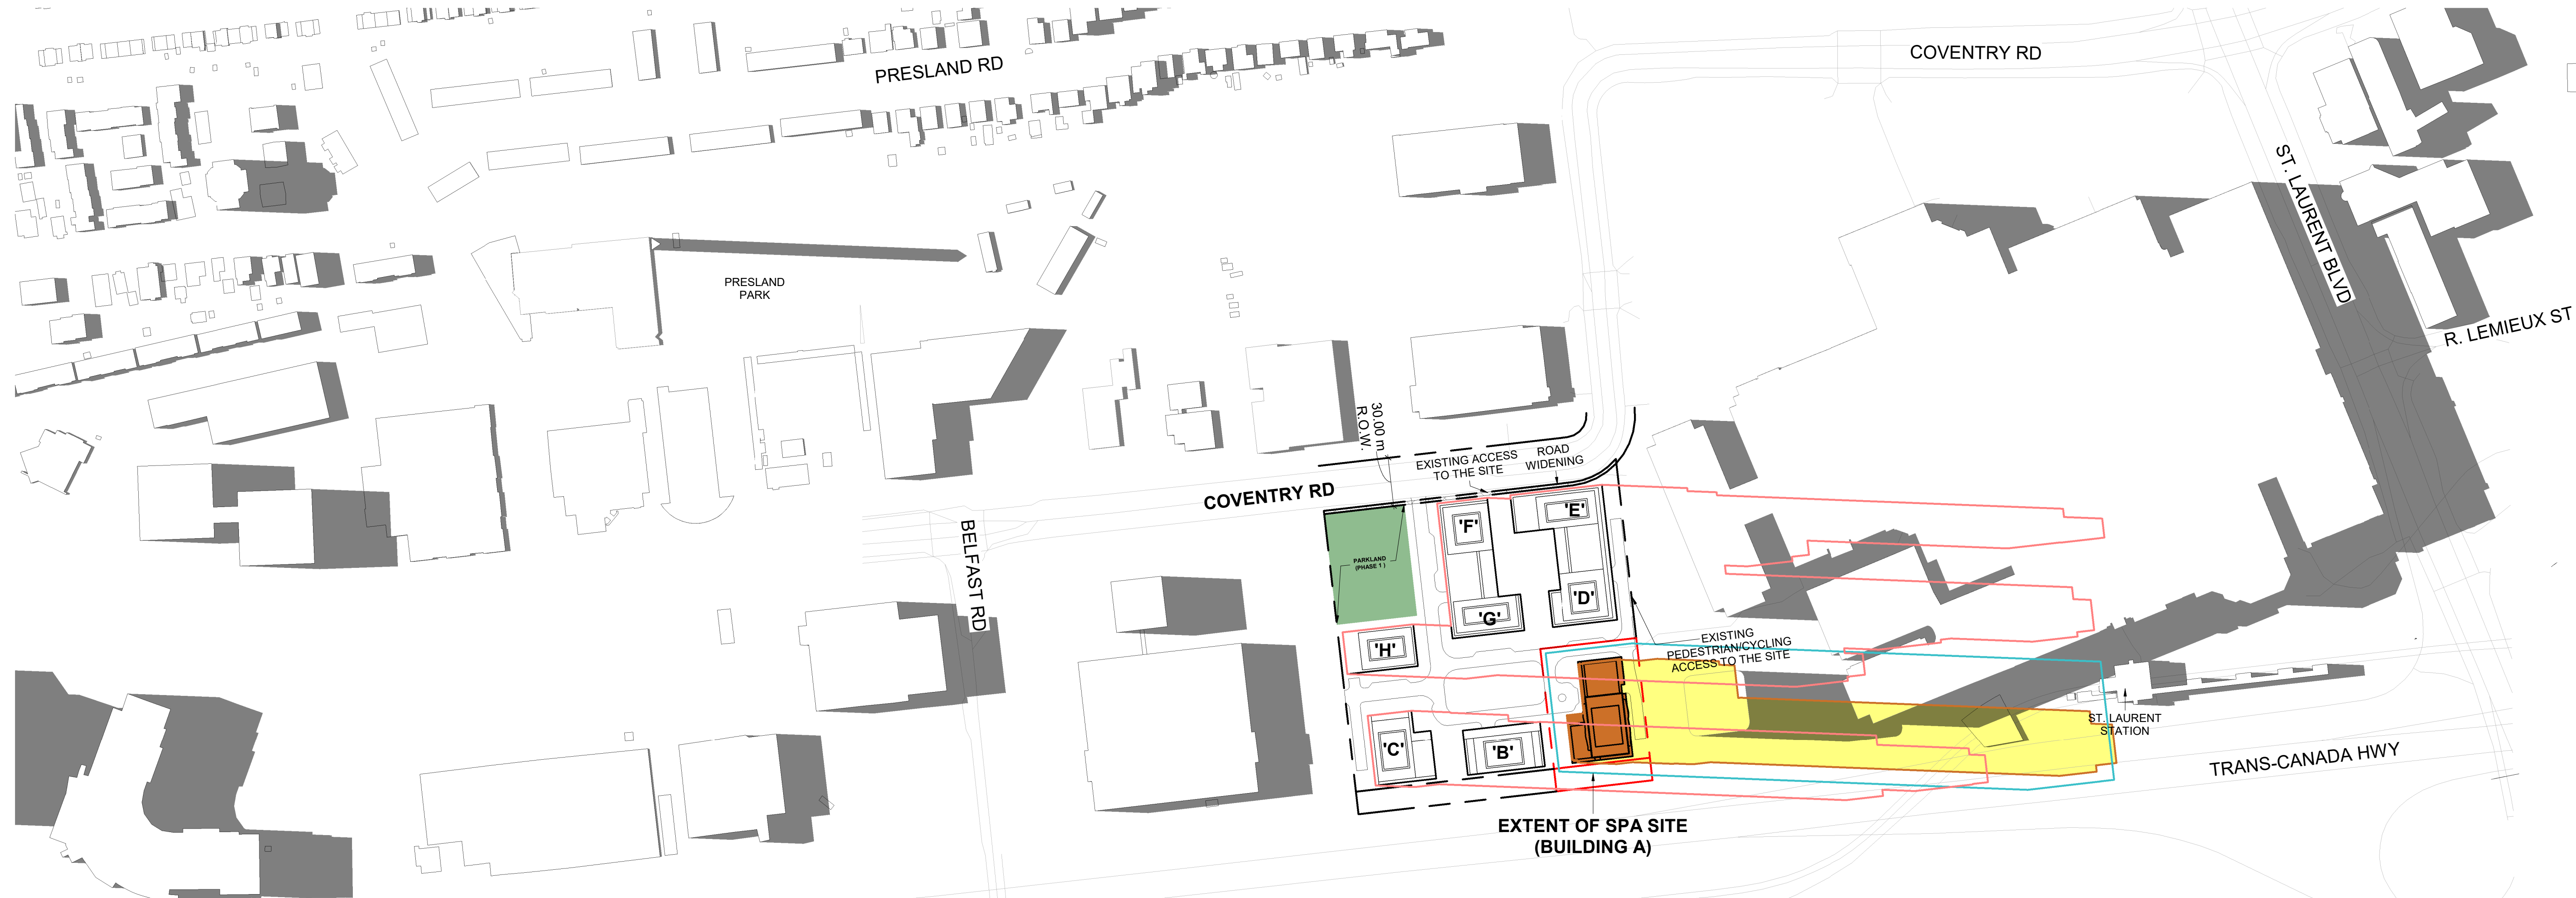 COVENTRY RD
PRESLAND RD
ST. LAURENT BLVD
PRESLAND
PARK
R. LEMIEUX ST
30.00 m
R.O.W.
EXISTING ACCESS
TO THE SITE
ROAD
WIDENING
COVENTRY RD
BELFAST RD
PARKLAND
(PHASE 1 )
'F'
'E'
'D'
'G'
'H'
EXISTING
PEDESTRIAN/CYCLING
ACCESS TO THE SITE
'C'
'B'
ST. LAURENT
STATION
TRANS-CANADA HWY
EXTENT OF SPA SITE
(BUILDING A)